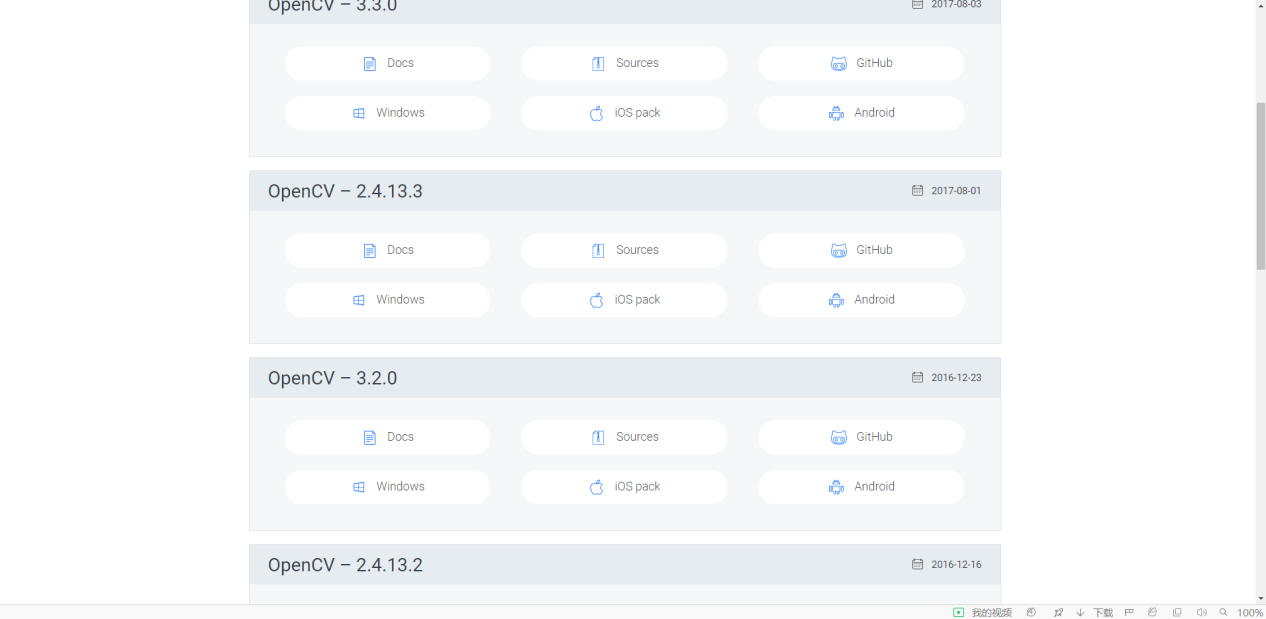 OpenCV – 3.3.0 2017-08-03
Docs Sources GitHub
Windows iOS pack Android
OpenCV – 2.4.13.3 2017-08-01
Docs Sources GitHub
Windows iOS pack Android
OpenCV – 3.2.0 2016-12-23
Docs Sources GitHub
Windows iOS pack Android
OpenCV – 2.4.13.2 2016-12-16
我的视频 下载 100%